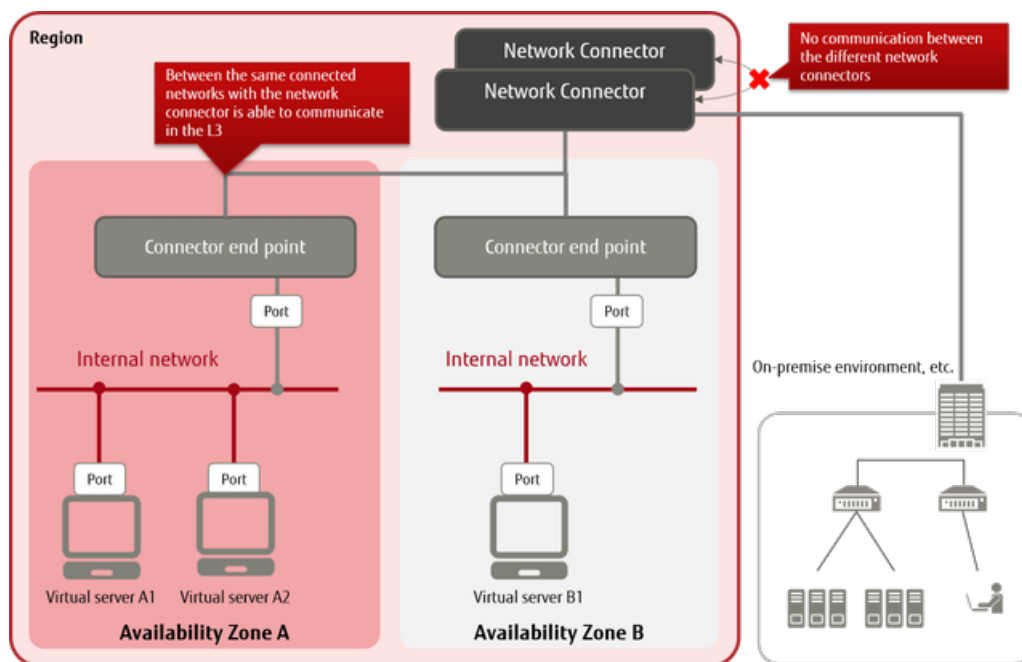 Region
Network Connector
Network Connector
No communication between
the different network
connectors
Between the same connected
networks with the network
connector is able to communicate
in the L3
Connector end point
Connector end point
Port
Port
Internal network
Internal network
On-premise environment, etc.
Port
Port
Port
Virtual server A1
Virtual server A2
Virtual server B1
Availability Zone A
Availability Zone B